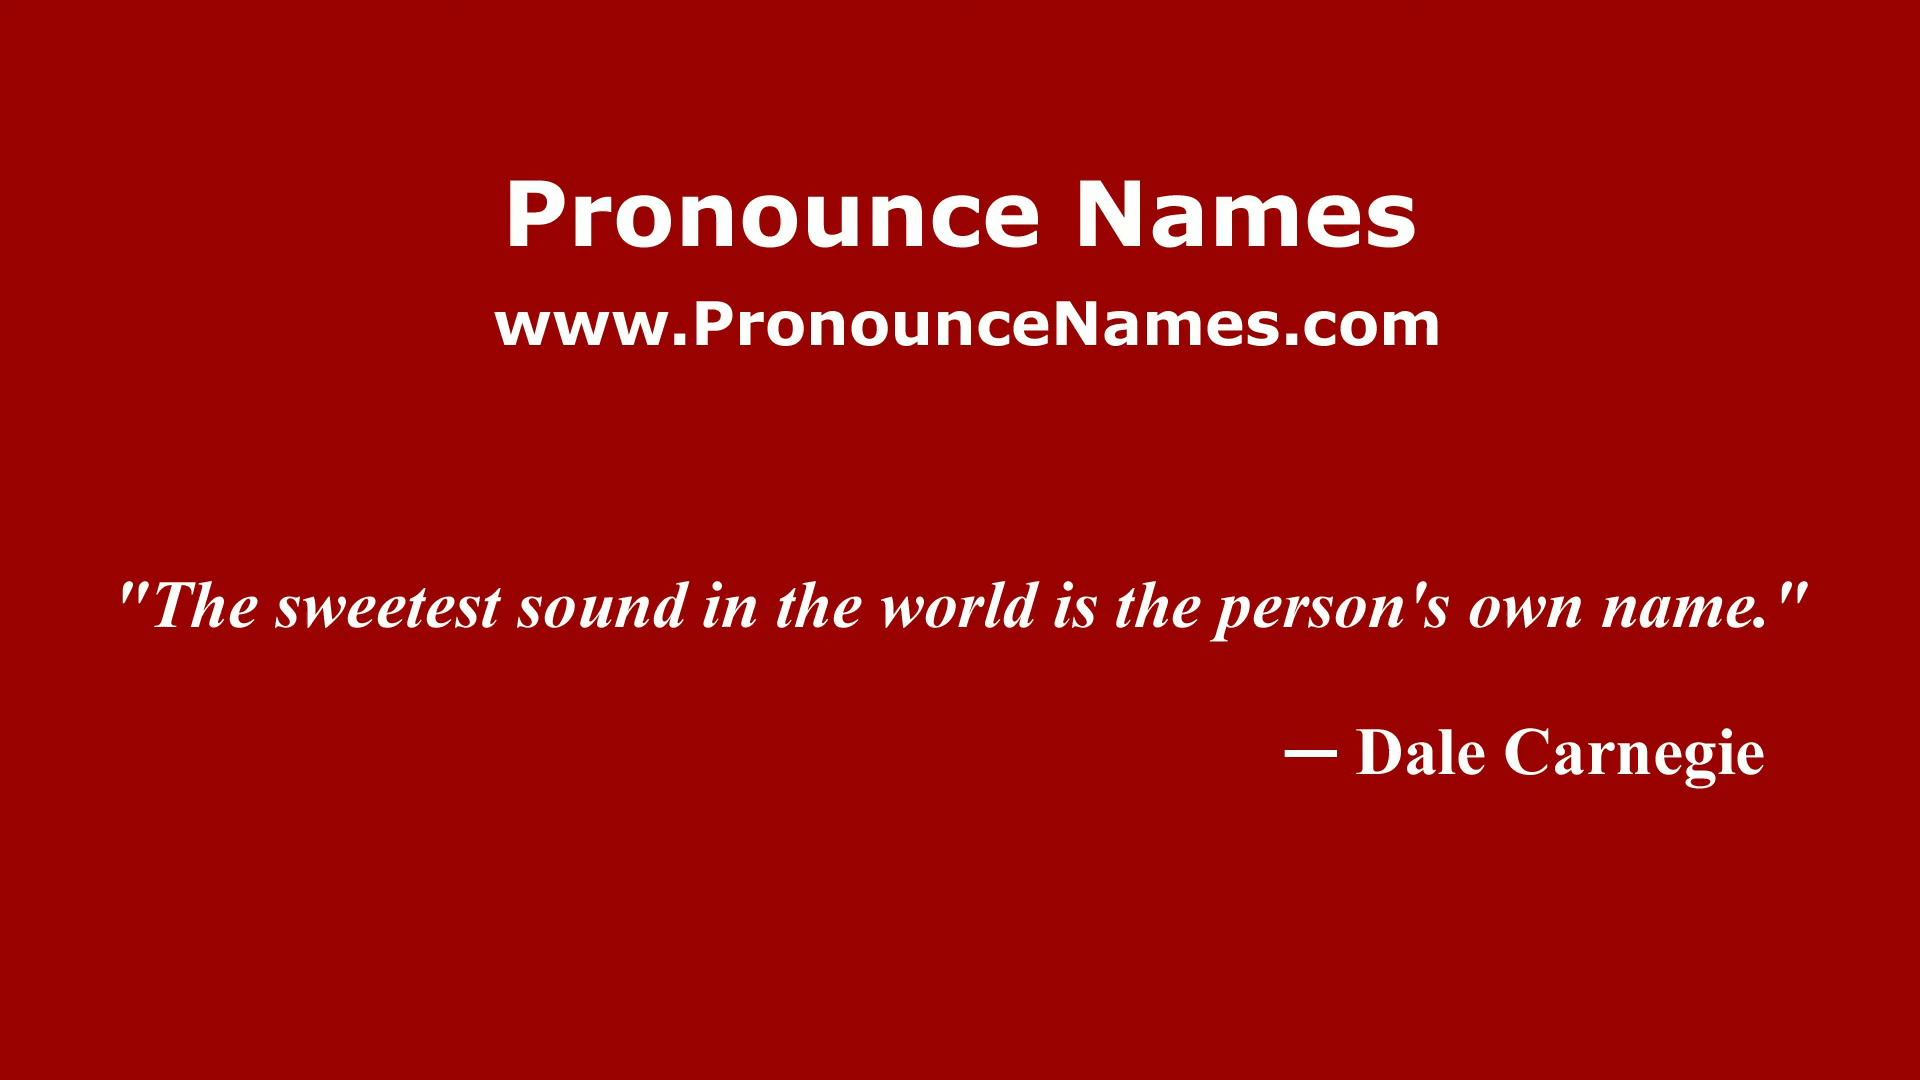 Pronounce Names
www.PronounceNames.com
"The sweetest sound in the world is the person's own name."
— Dale Carnegie